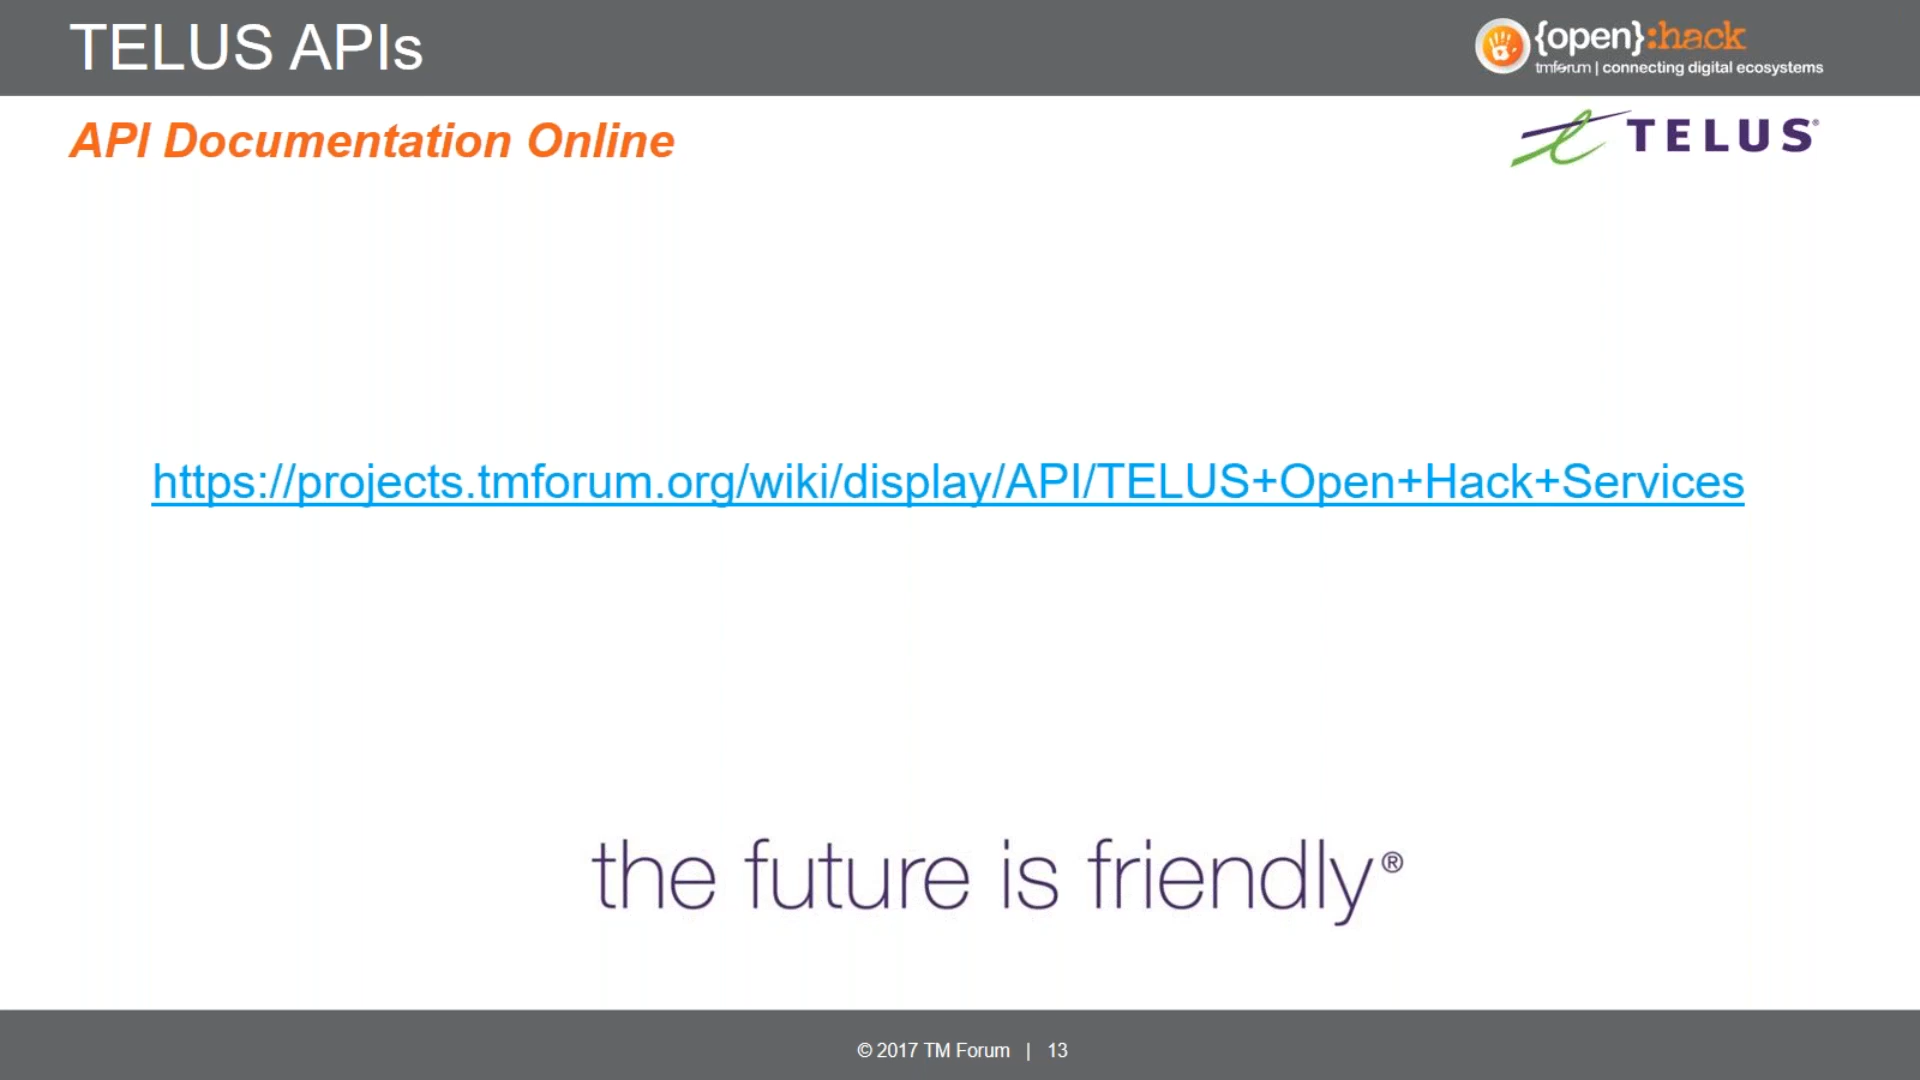 TELUS APIs
{open}:hack
tmforum | connecting digital ecosystems
API Documentation Online
TELUS®
https://projects.tmforum.org/wiki/display/API/TELUS+Open+Hack+Services
the future is friendly®
© 2017 TM Forum | 13